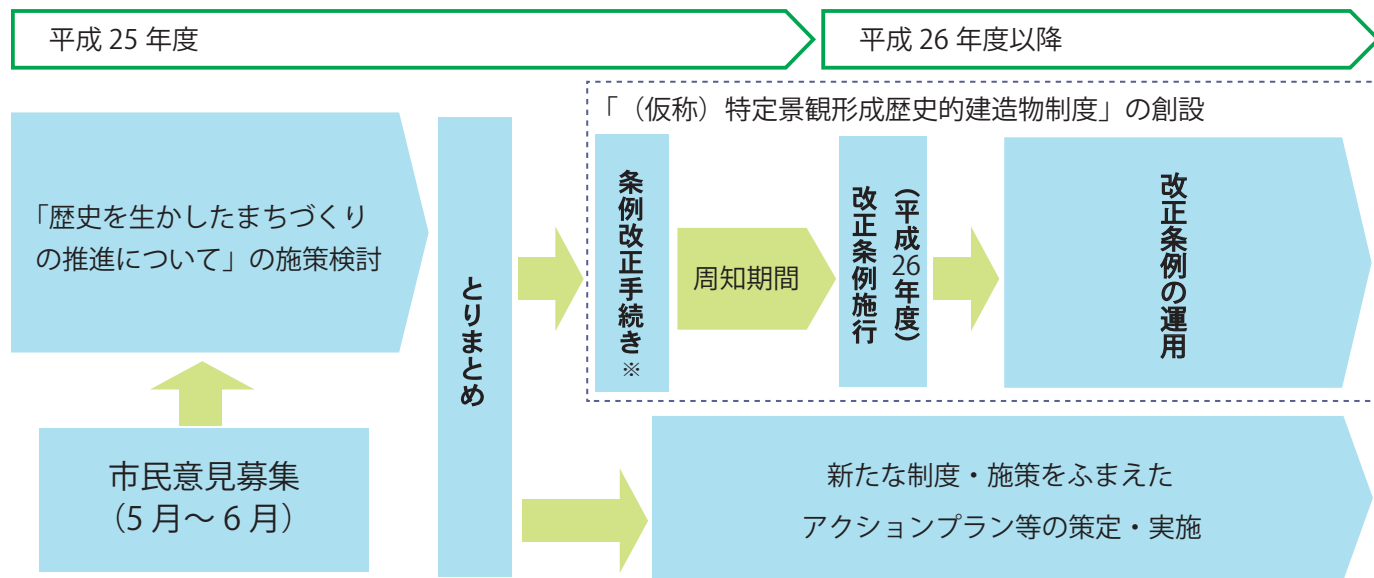 平成 25 年度
平成 26 年度以降
「（仮称）特定景観形成歴史的建造物制度」の創設
「歴史を生かしたまちづくり
の推進について」の施策検討
市民意見募集
（5 月～ 6 月）
とりまとめ
条例改正手続き※
周知期間
改正条例施行
（平成26年度）
改正条例の運用
新たな制度・施策をふまえた
アクションプラン等の策定・実施